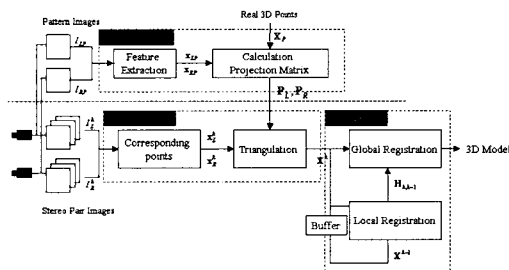 Real 3D Points
Pattern Images
X_P
I_LP
Feature Extraction
x_LP
x_RP
Calculation Projection Matrix
I_RP
P_L, P_R
I_L^k
Corresponding points
x_L^k
x_R^k
Triangulation
X^k
Global Registration
3D Model
I_R^k
H_k,k-1
Stereo Pair Images
Buffer
Local Registration
X^k-1